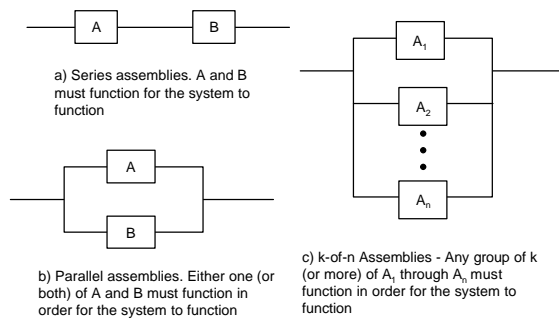 A
B
a) Series assemblies. A and B
must function for the system to
function
A
B
b) Parallel assemblies. Either one (or
both) of A and B must function in
order for the system to function
A1
A2
An
c) k-of-n Assemblies - Any group of k
(or more) of A1 through An must
function in order for the system to
function